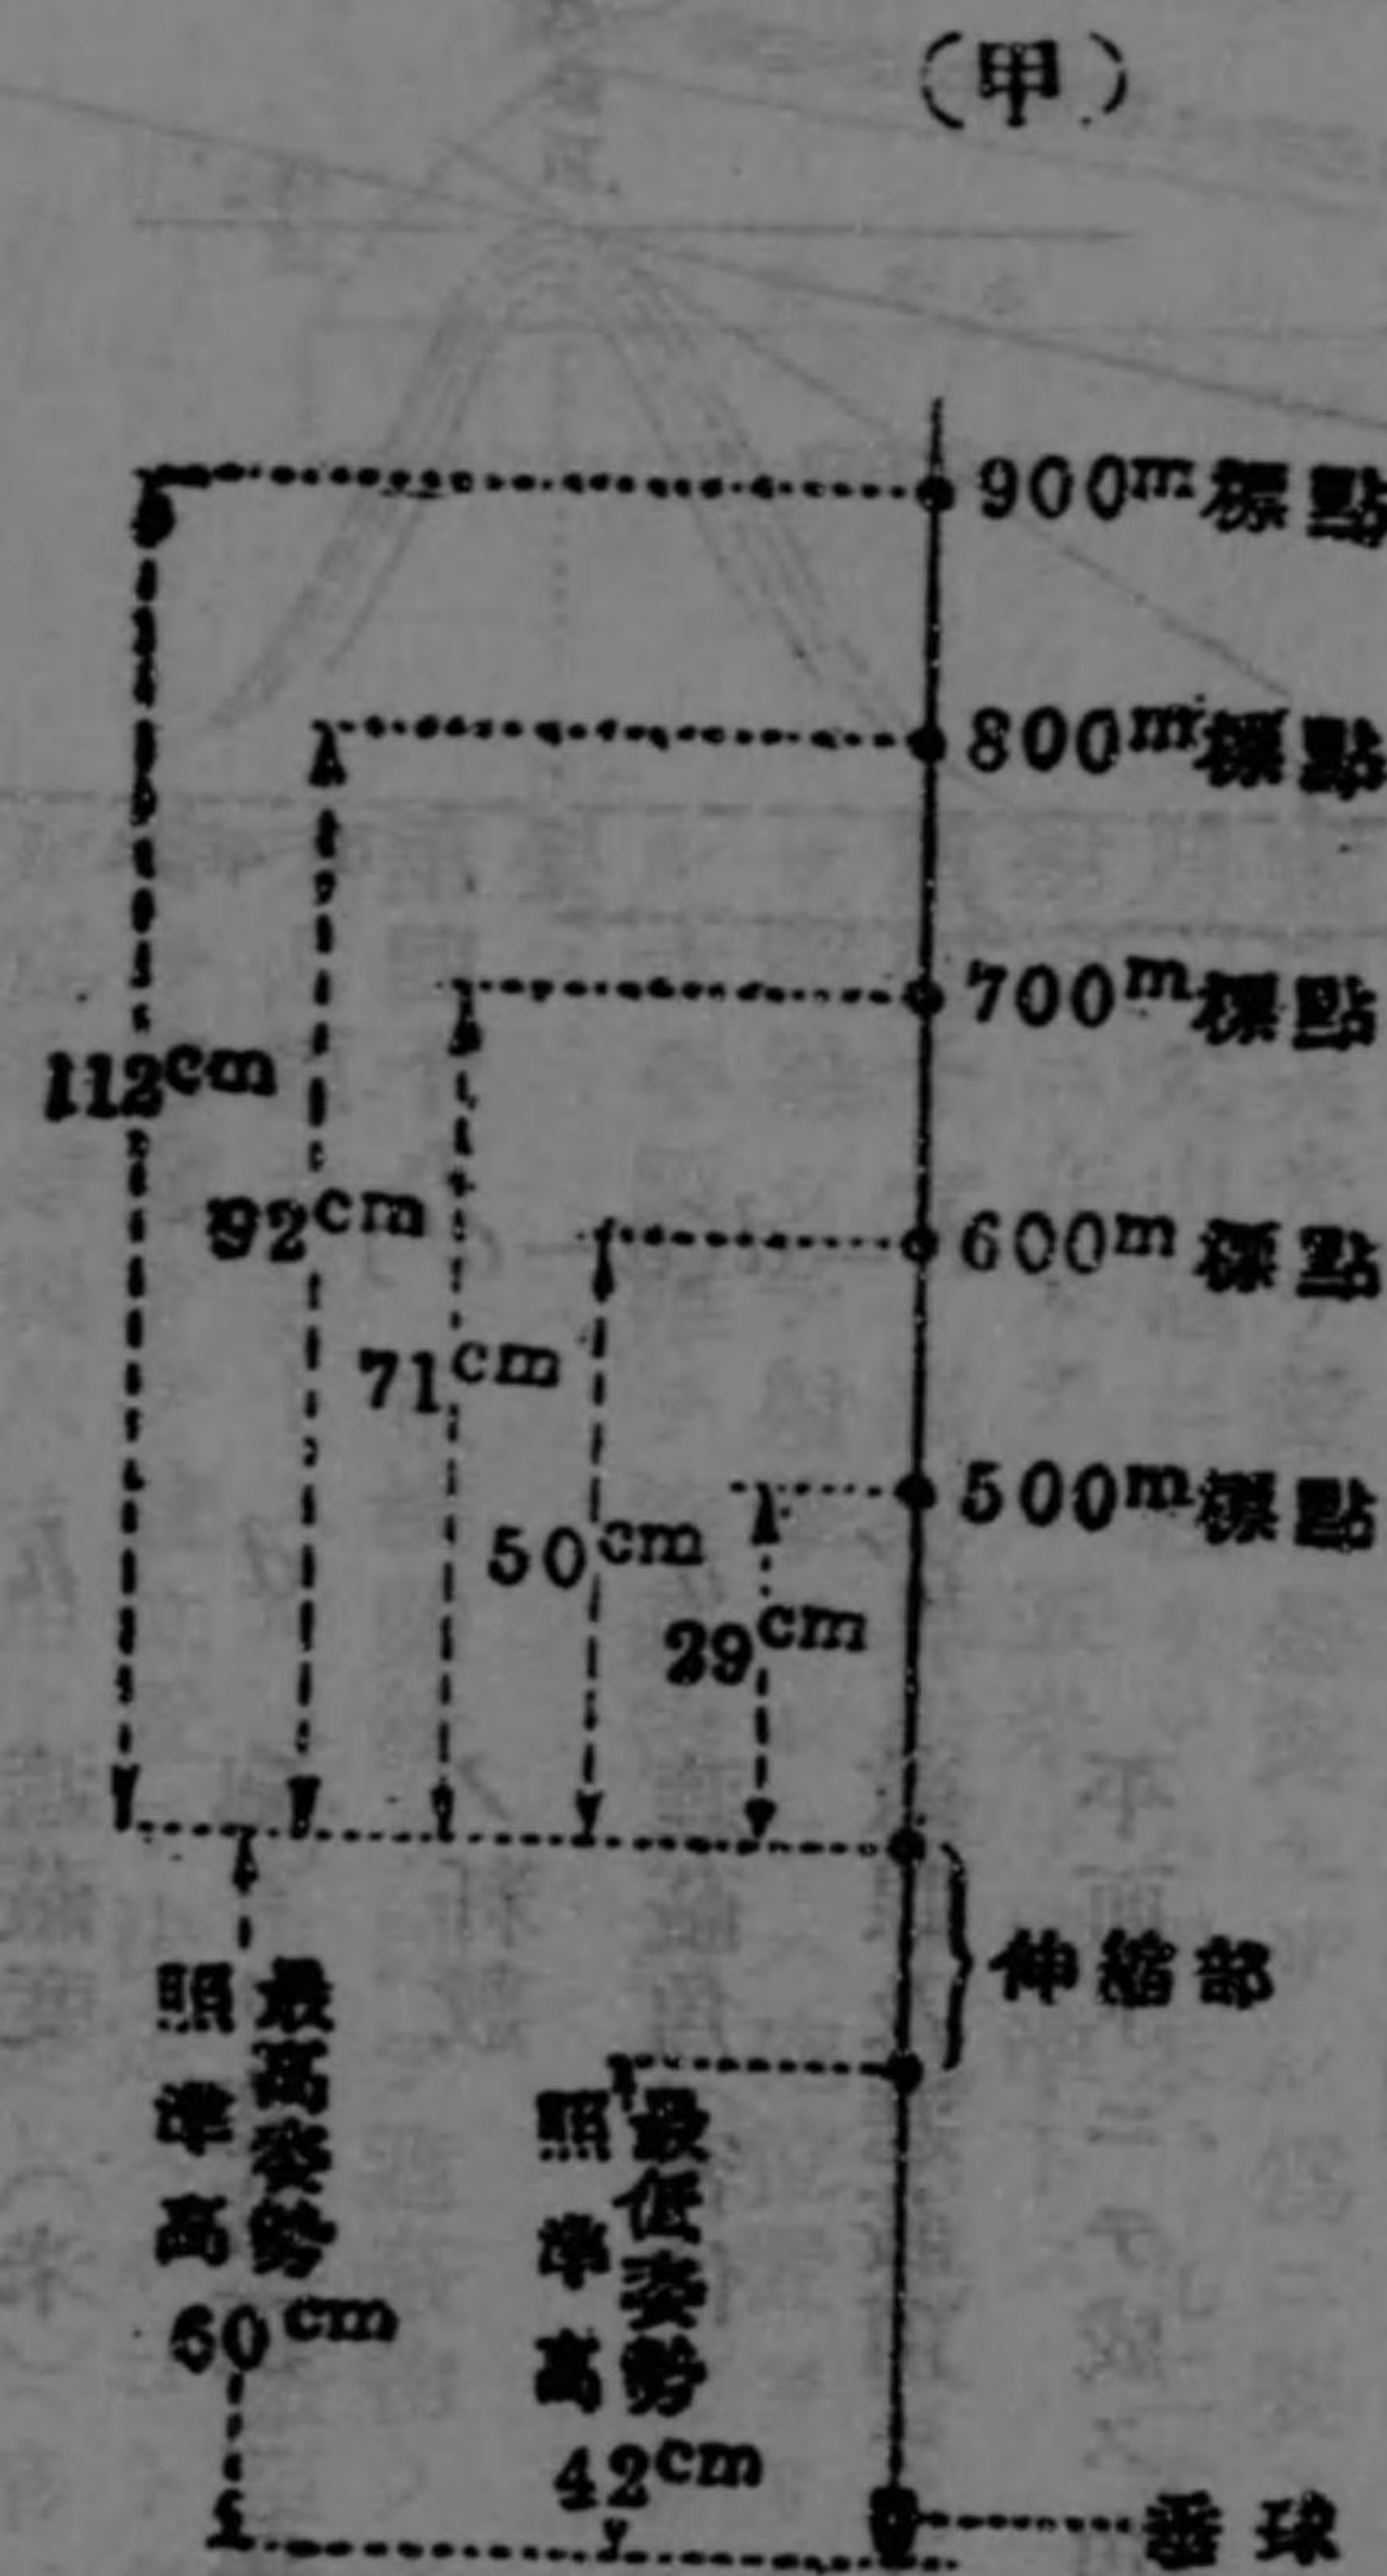 （甲）
900m標點
800m標點
700m標點
112cm
92cm
600m標點
71cm
500m標點
50cm
29cm
伸縮部
最高姿勢
照準高
60cm
最低姿勢
照準高
42cm
垂球